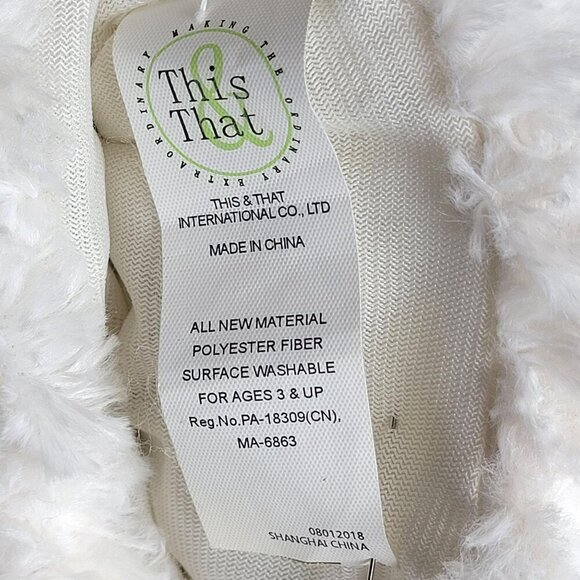 MAKING THE ORDINARY EXTRAORDINARY
This
&
That
THIS & THAT
INTERNATIONAL CO., LTD
MADE IN CHINA
ALL NEW MATERIAL
POLYESTER FIBER
SURFACE WASHABLE
FOR AGES 3 & UP
Reg.No.PA-18309(CN),
MA-6863
08012018
SHANGHAI CHINA